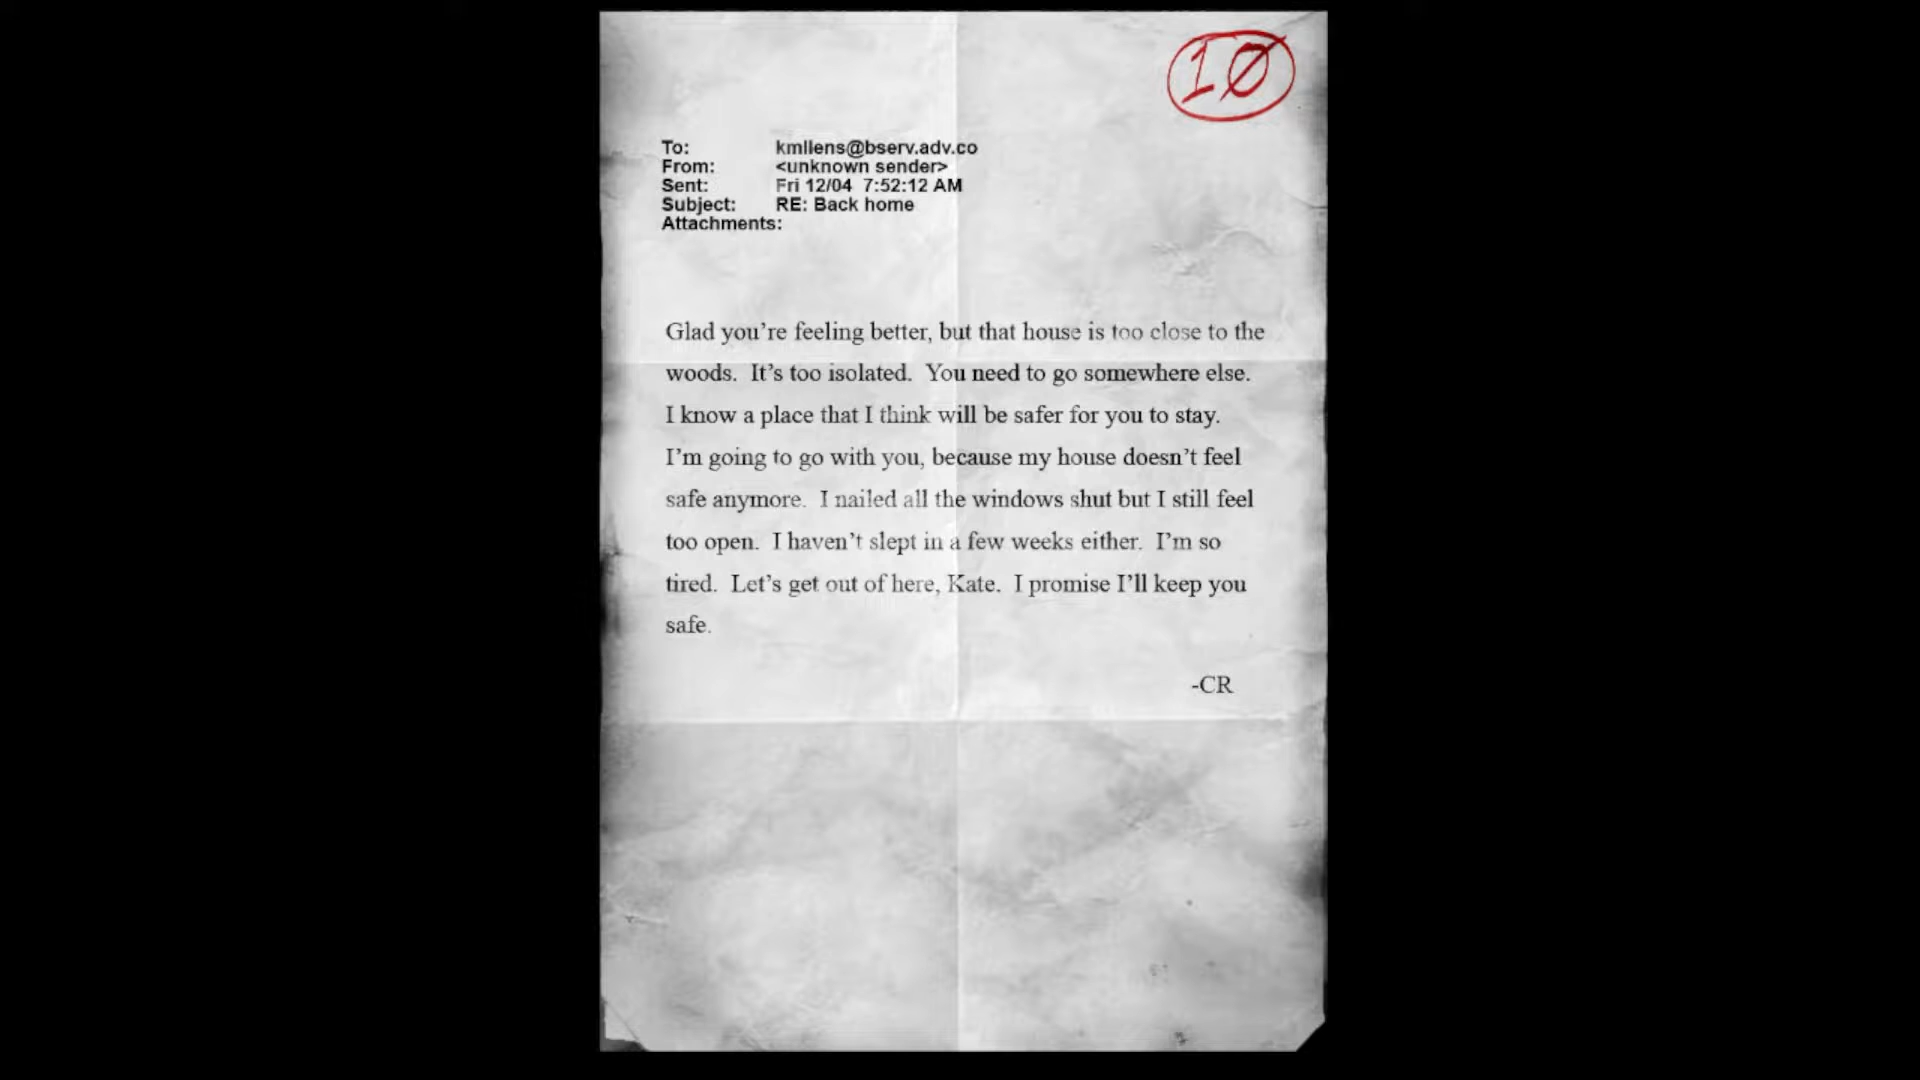 10
To: kmllens@bserv.adv.co
From: <unknown sender>
Sent: Fri 12/04 7:52:12 AM
Subject: RE: Back home
Attachments:
Glad you’re feeling better, but that house is too close to the
woods. It’s too isolated. You need to go somewhere else.
I know a place that I think will be safer for you to stay.
I’m going to go with you, because my house doesn’t feel
safe anymore. I nailed all the windows shut but I still feel
too open. I haven’t slept in a few weeks either. I’m so
tired. Let’s get out of here, Kate. I promise I’ll keep you
safe.
-CR